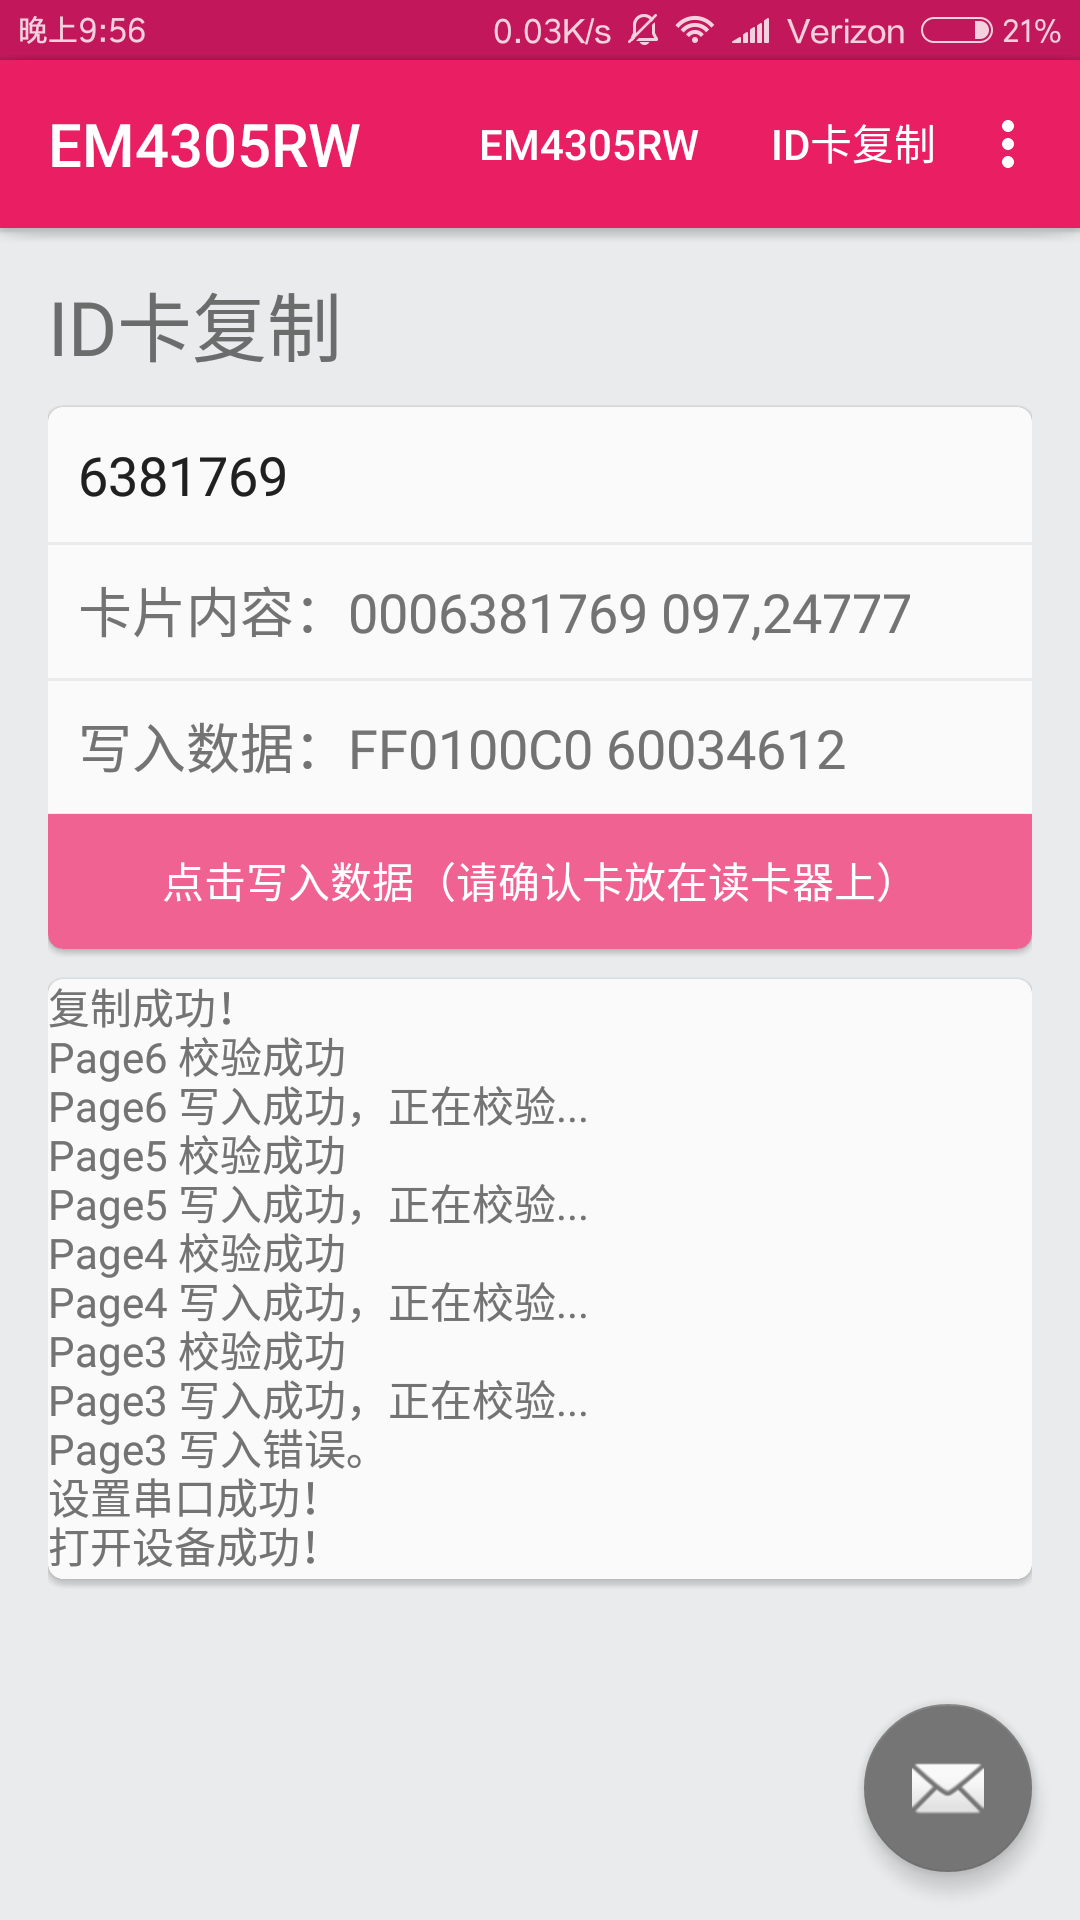 晚上9:56 0.03K/s Verizon 21%
EM4305RW EM4305RW ID卡复制
ID卡复制
6381769
卡片内容：0006381769 097,24777
写入数据：FF0100C0 60034612
点击写入数据（请确认卡放在读卡器上）
复制成功！
Page6 校验成功
Page6 写入成功，正在校验...
Page5 校验成功
Page5 写入成功，正在校验...
Page4 校验成功
Page4 写入成功，正在校验...
Page3 校验成功
Page3 写入成功，正在校验...
Page3 写入错误。
设置串口成功！
打开设备成功！